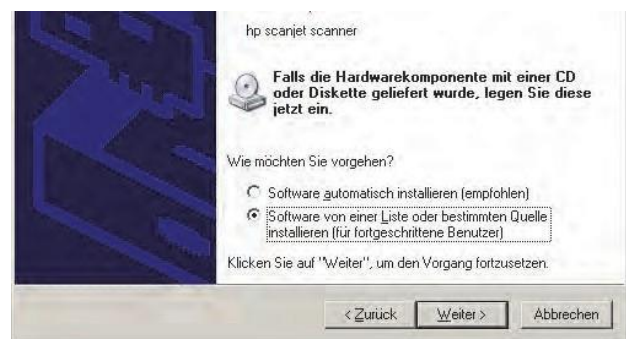 hp scanjet scanner
Falls die Hardwarekomponente mit einer CD
oder Diskette geliefert wurde, legen Sie diese
jetzt ein.
Wie möchten Sie vorgehen?
Software automatisch installieren (empfohlen)
Software von einer Liste oder bestimmten Quelle
installieren (für fortgeschrittene Benutzer)
Klicken Sie auf "Weiter", um den Vorgang fortzusetzen.
< Zurück Weiter > Abbrechen